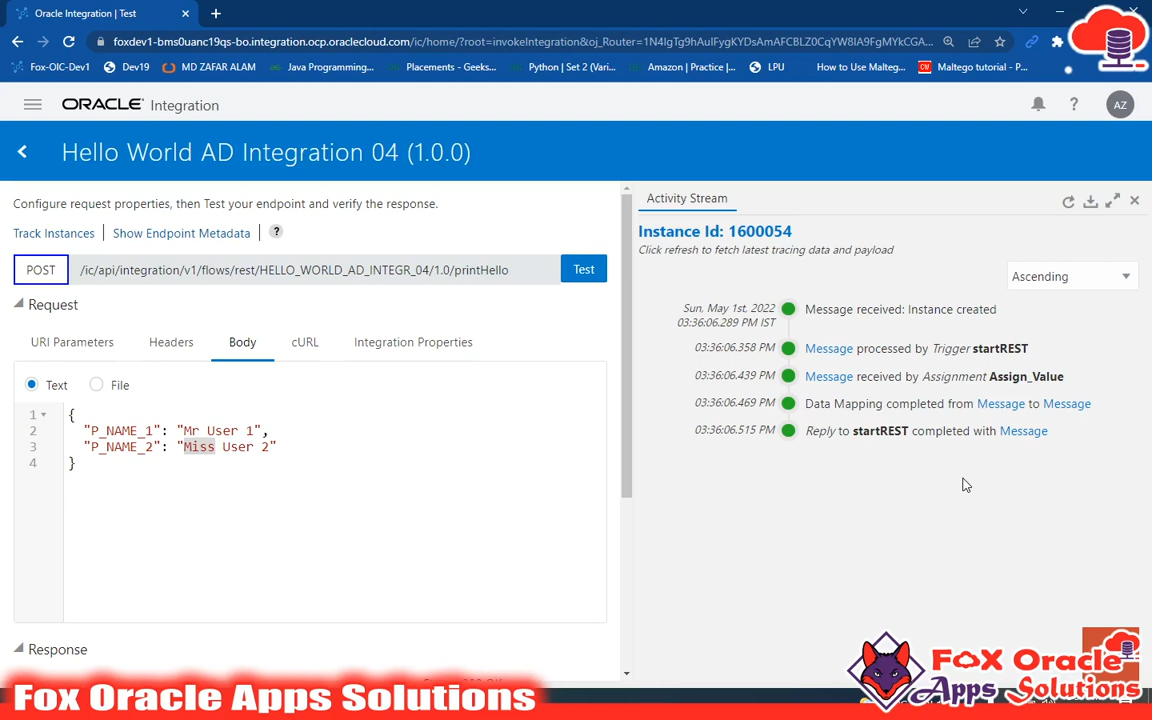 Oracle Integration | Test
foxdev1-bms0uanc19qs-bo.integration.ocp.oraclecloud.com/ic/home/?root=invokeIntegration&oj_Router=
Fox-OIC-Dev1 Dev19 MD ZAFAR ALAM Java Programming... Placements - Geeks... Python | Set 2 (Vari... Amazon | Practice |... LPU How to Use Malteg... Maltego tutorial - P...
ORACLE Integration AZ
Hello World AD Integration 04 (1.0.0)
Configure request properties, then Test your endpoint and verify the response.
Track Instances Show Endpoint Metadata ?
POST /ic/api/integration/v1/flows/rest/HELLO_WORLD_AD_INTEGR_04/1.0/printHello Test
Request
URI Parameters Headers Body cURL Integration Properties
Text File
1 {
2 "P_NAME_1": "Mr User 1",
3 "P_NAME_2": "Miss User 2"
4 }
Response
Activity Stream
Instance Id: 1600054
Click refresh to fetch latest tracing data and payload
Ascending
Sun, May 1st, 2022 Message received: Instance created
03:36:06.289 PM IST
03:36:06.358 PM Message processed by Trigger startREST
03:36:06.439 PM Message received by Assignment Assign_Value
03:36:06.469 PM Data Mapping completed from Message to Message
03:36:06.515 PM Reply to startREST completed with Message
Fox Oracle Apps Solutions
FOX Oracle
Apps Solutions